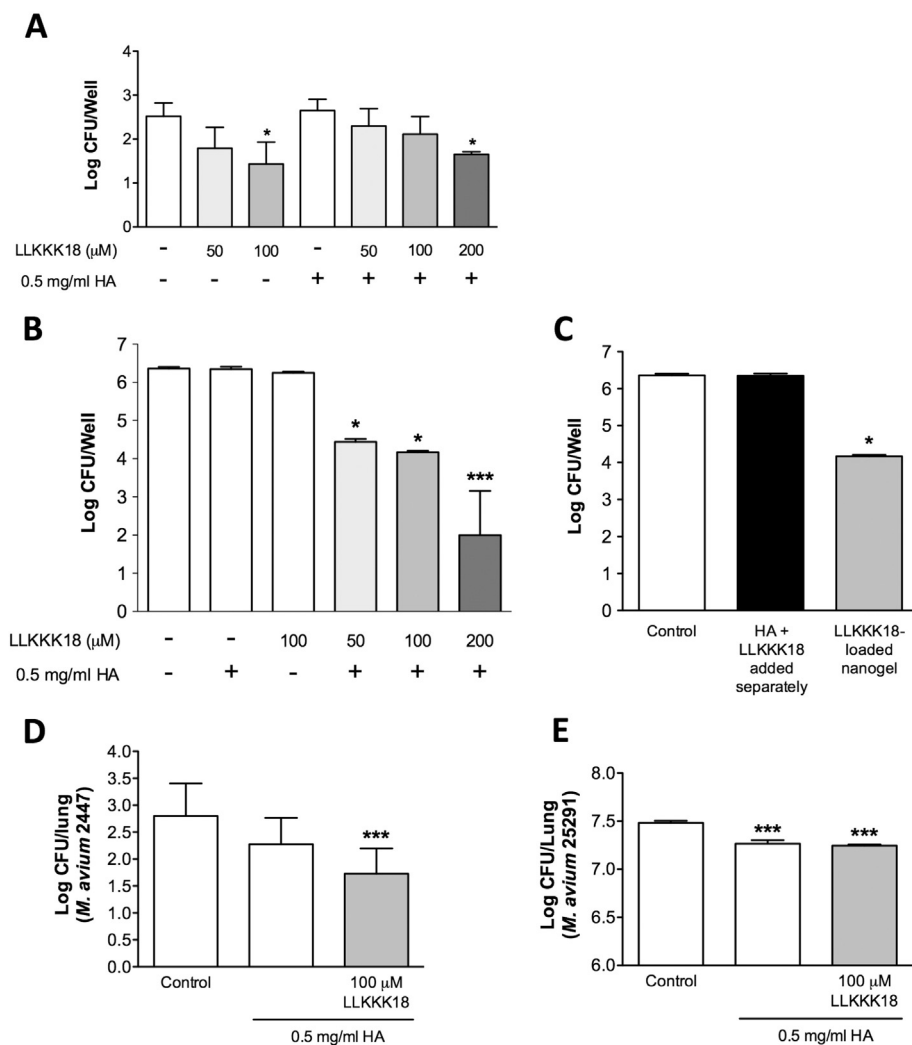 A
4
3
2
1
0
Log CFU/Well
*
*
LLKKK18 (μM) - 50 100 - 50 100 200
0.5 mg/ml HA - - - + + + +
B
7
6
5
4
3
2
1
0
Log CFU/Well
* * ***
LLKKK18 (μM) - - 100 50 100 200
0.5 mg/ml HA - + - + + +
C
7
6
5
4
3
2
1
0
Log CFU/Well
*
Control
HA +
LLKKK18
added
separately
LLKKK18-
loaded
nanogel
D
4.0
3.5
3.0
2.5
2.0
1.5
1.0
0.5
0.0
Log CFU/lung
(M. avium 2447)
***
Control
100 μM
LLKKK18
0.5 mg/ml HA
E
8.0
7.5
7.0
6.5
6.0
Log CFU/Lung
(M. avium 25291)
*** ***
Control
100 μM
LLKKK18
0.5 mg/ml HA